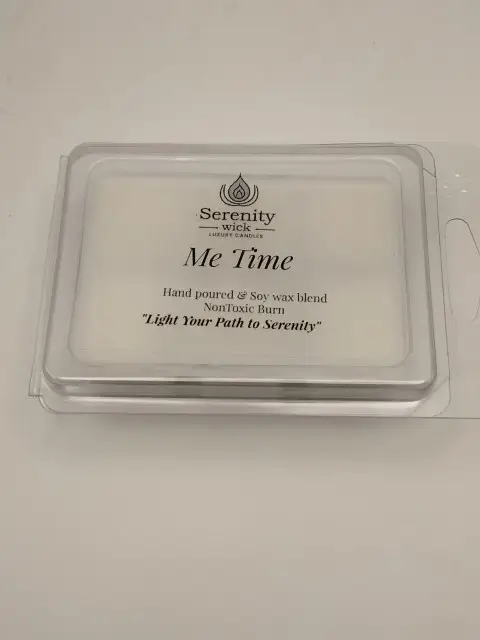 Serenity
wick
LUXURY CANDLES
Me Time
Hand poured & Soy wax blend
NonToxic Burn
"Light Your Path to Serenity"